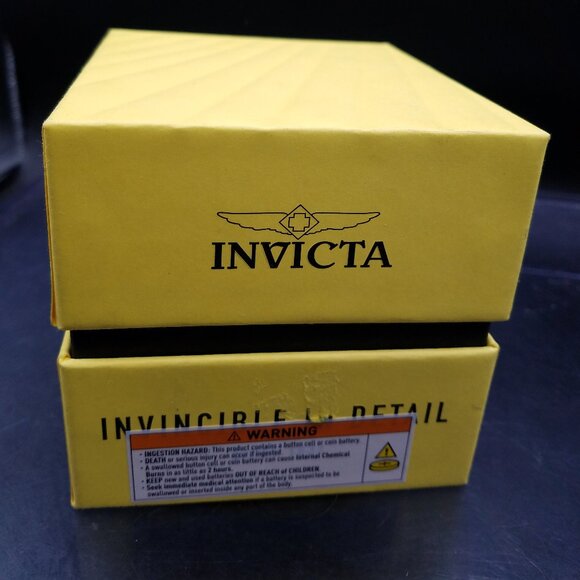 INVICTA
INVINCIBLE IN DETAIL
WARNING
• INGESTION HAZARD: This product contains a button cell or coin battery.
• DEATH or serious injury can occur if ingested.
• A swallowed button cell or coin battery can cause Internal Chemical
Burns in as little as 2 hours.
• KEEP new and used batteries OUT OF REACH of CHILDREN.
• Seek immediate medical attention if a battery is suspected to be
swallowed or inserted inside any part of the body.